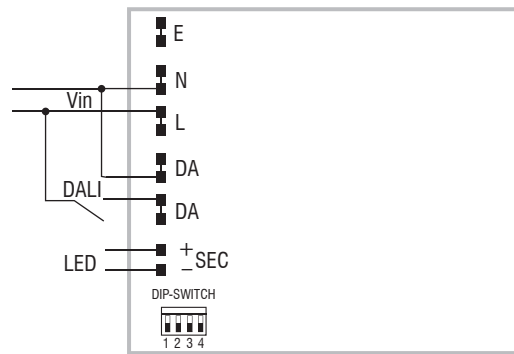 E
N
Vin
L
DA
DALI
DA
+
LED
– SEC
DIP-SWITCH
1 2 3 4